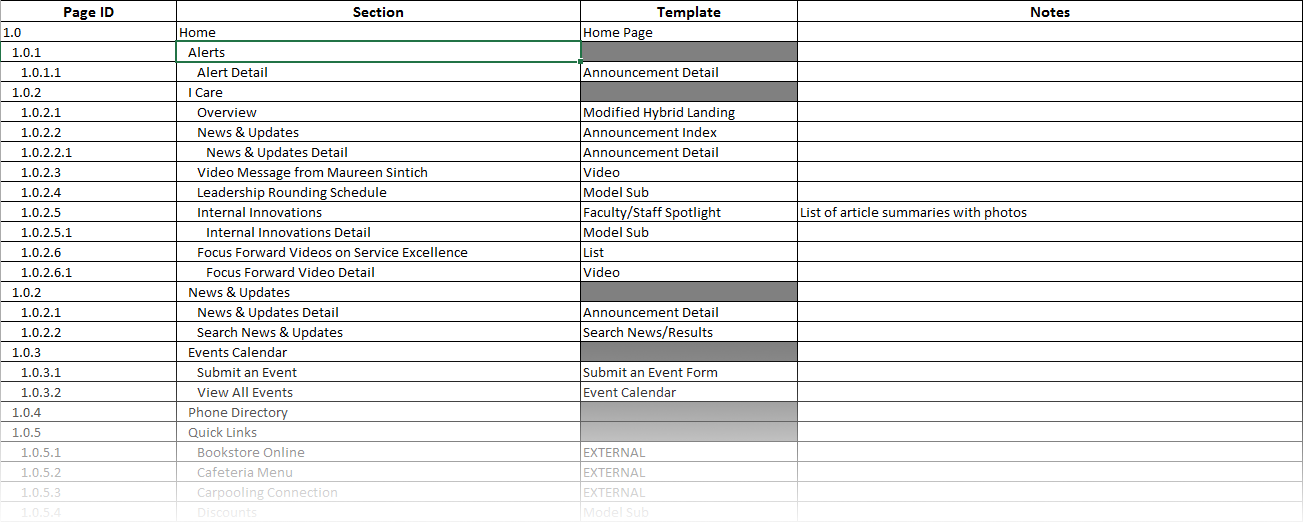 Page ID Section Template Notes
1.0 Home Home Page
1.0.1 Alerts
1.0.1.1 Alert Detail Announcement Detail
1.0.2 I Care
1.0.2.1 Overview Modified Hybrid Landing
1.0.2.2 News & Updates Announcement Index
1.0.2.2.1 News & Updates Detail Announcement Detail
1.0.2.3 Video Message from Maureen Sintich Video
1.0.2.4 Leadership Rounding Schedule Model Sub
1.0.2.5 Internal Innovations Faculty/Staff Spotlight List of article summaries with photos
1.0.2.5.1 Internal Innovations Detail Model Sub
1.0.2.6 Focus Forward Videos on Service Excellence List
1.0.2.6.1 Focus Forward Video Detail Video
1.0.2 News & Updates
1.0.2.1 News & Updates Detail Announcement Detail
1.0.2.2 Search News & Updates Search News/Results
1.0.3 Events Calendar
1.0.3.1 Submit an Event Submit an Event Form
1.0.3.2 View All Events Event Calendar
1.0.4 Phone Directory
1.0.5 Quick Links
1.0.5.1 Bookstore Online EXTERNAL
1.0.5.2 Cafeteria Menu EXTERNAL
1.0.5.3 Carpooling Connection EXTERNAL
1.0.5.4 Discounts Model Sub